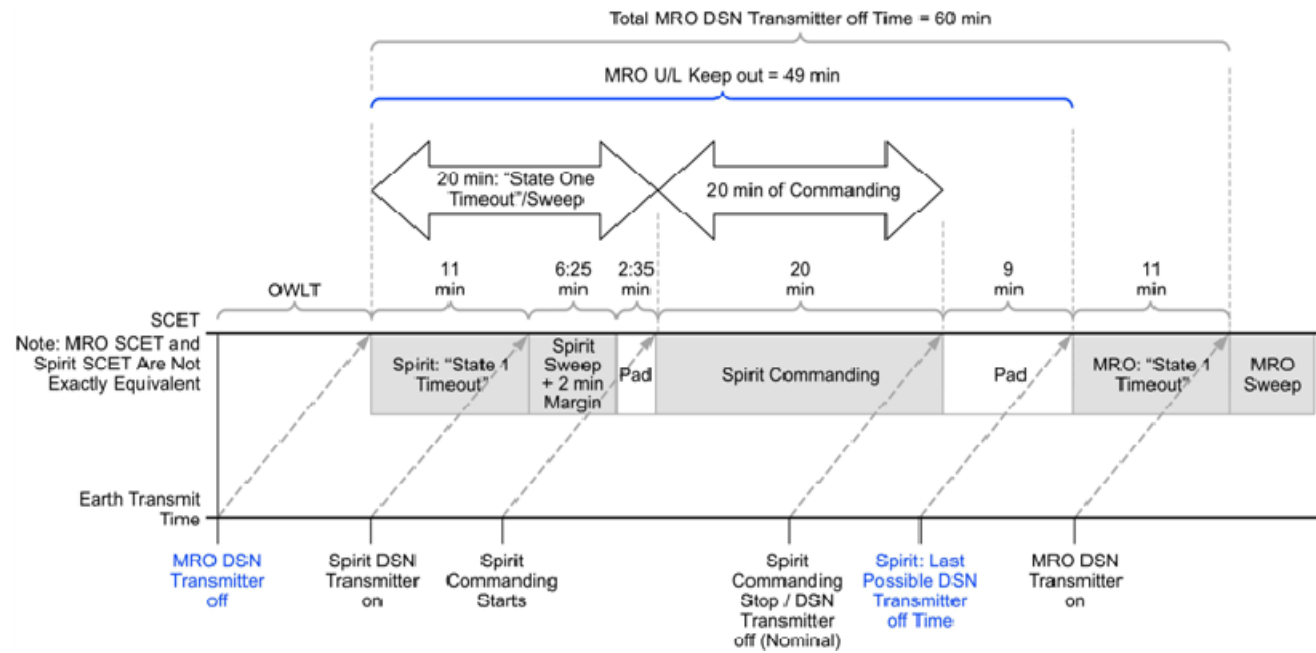 Total MRO DSN Transmitter off Time = 60 min
MRO U/L Keep out = 49 min
20 min: “State One
Timeout”/Sweep
20 min of Commanding
11
min
6:25
min
2:35
min
20
min
9
min
11
min
OWLT
SCET
Note: MRO SCET and
Spirit SCET Are Not
Exactly Equivalent
Spirit: “State 1
Timeout”
Spirit
Sweep
+ 2 min
Margin
Pad
Spirit Commanding
Pad
MRO: “State 1
Timeout”
MRO
Sweep
Earth Transmit
Time
MRO DSN
Transmitter
off
Spirit DSN
Transmitter
on
Spirit
Commanding
Starts
Spirit
Commanding
Stop / DSN
Transmitter
off (Nominal)
Spirit: Last
Possible DSN
Transmitter
off Time
MRO DSN
Transmitter
on